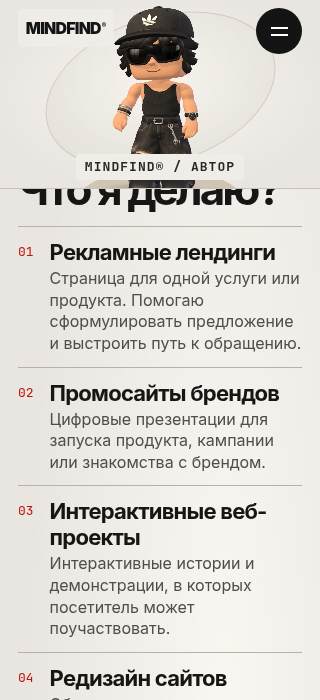 MINDFIND®
MINDFIND® / АВТОР
Что я делаю?
01
Рекламные лендинги
Страница для одной услуги или
продукта. Помогаю
сформулировать предложение
и выстроить путь к обращению.
02
Промосайты брендов
Цифровые презентации для
запуска продукта, кампании
или знакомства с брендом.
03
Интерактивные веб-
проекты
Интерактивные истории и
демонстрации, в которых
посетитель может
поучаствовать.
04
Редизайн сайтов